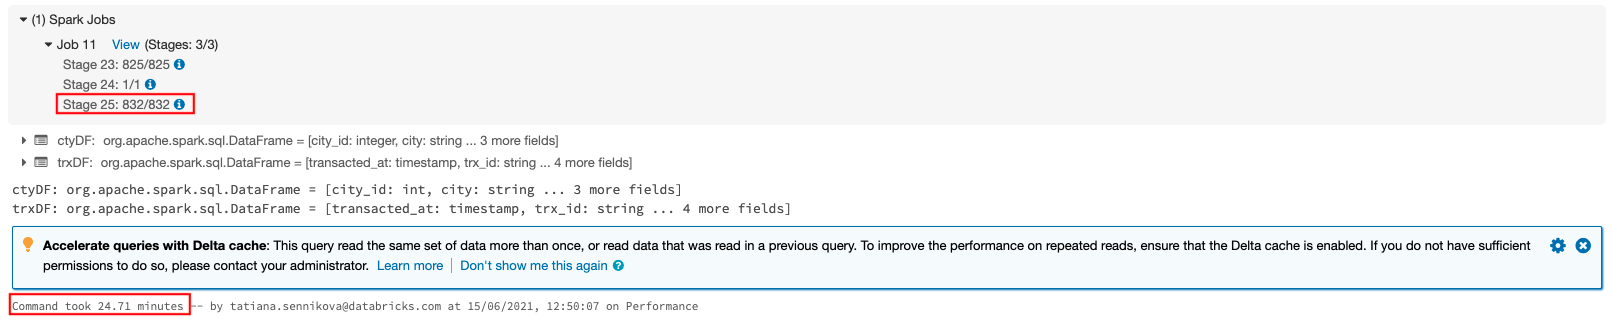 (1) Spark Jobs
Job 11 View (Stages: 3/3)
Stage 23: 825/825
Stage 24: 1/1
Stage 25: 832/832
ctyDF: org.apache.spark.sql.DataFrame = [city_id: integer, city: string ... 3 more fields]
trxDF: org.apache.spark.sql.DataFrame = [transacted_at: timestamp, trx_id: string ... 4 more fields]
ctyDF: org.apache.spark.sql.DataFrame = [city_id: int, city: string ... 3 more fields]
trxDF: org.apache.spark.sql.DataFrame = [transacted_at: timestamp, trx_id: string ... 4 more fields]
Accelerate queries with Delta cache: This query read the same set of data more than once, or read data that was read in a previous query. To improve the performance on repeated reads, ensure that the Delta cache is enabled. If you do not have sufficient
permissions to do so, please contact your administrator. Learn more | Don't show me this again ?
Command took 24.71 minutes -- by tatiana.sennikova@databricks.com at 15/06/2021, 12:50:07 on Performance